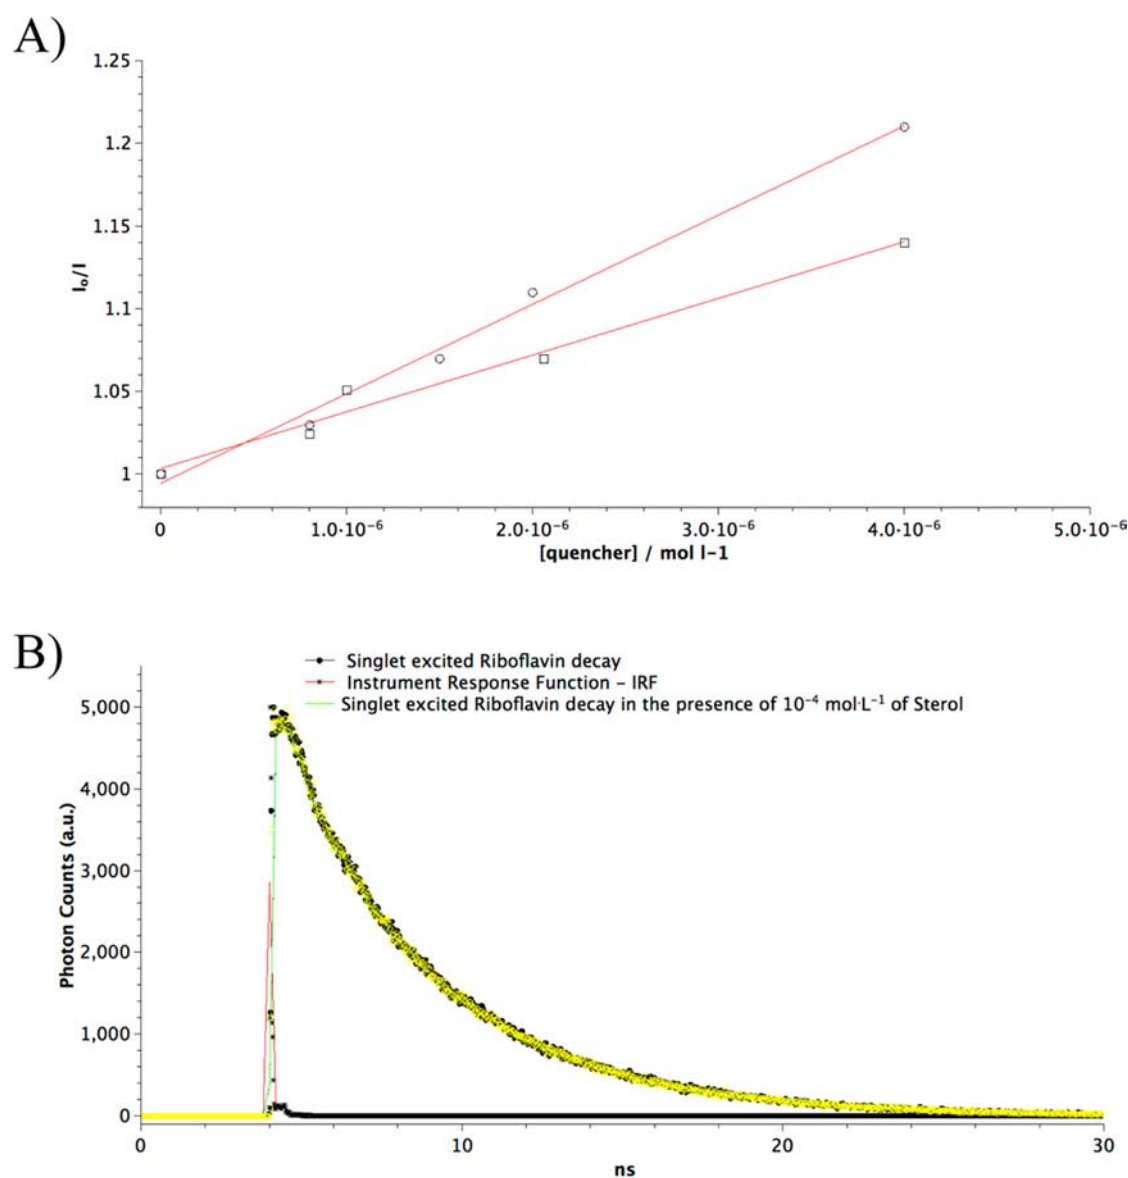 A)
1.25
1.2
1.15
1.1
1.05
1
I₀/I
0 1.0·10⁻⁶ 2.0·10⁻⁶ 3.0·10⁻⁶ 4.0·10⁻⁶ 5.0·10⁻⁶
[quencher] / mol l-1
B)
Singlet excited Riboflavin decay
Instrument Response Function – IRF
Singlet excited Riboflavin decay in the presence of 10⁻⁴ mol·L⁻¹ of Sterol
5,000
4,000
3,000
2,000
1,000
0
Photon Counts (a.u.)
0 10 20 30
ns